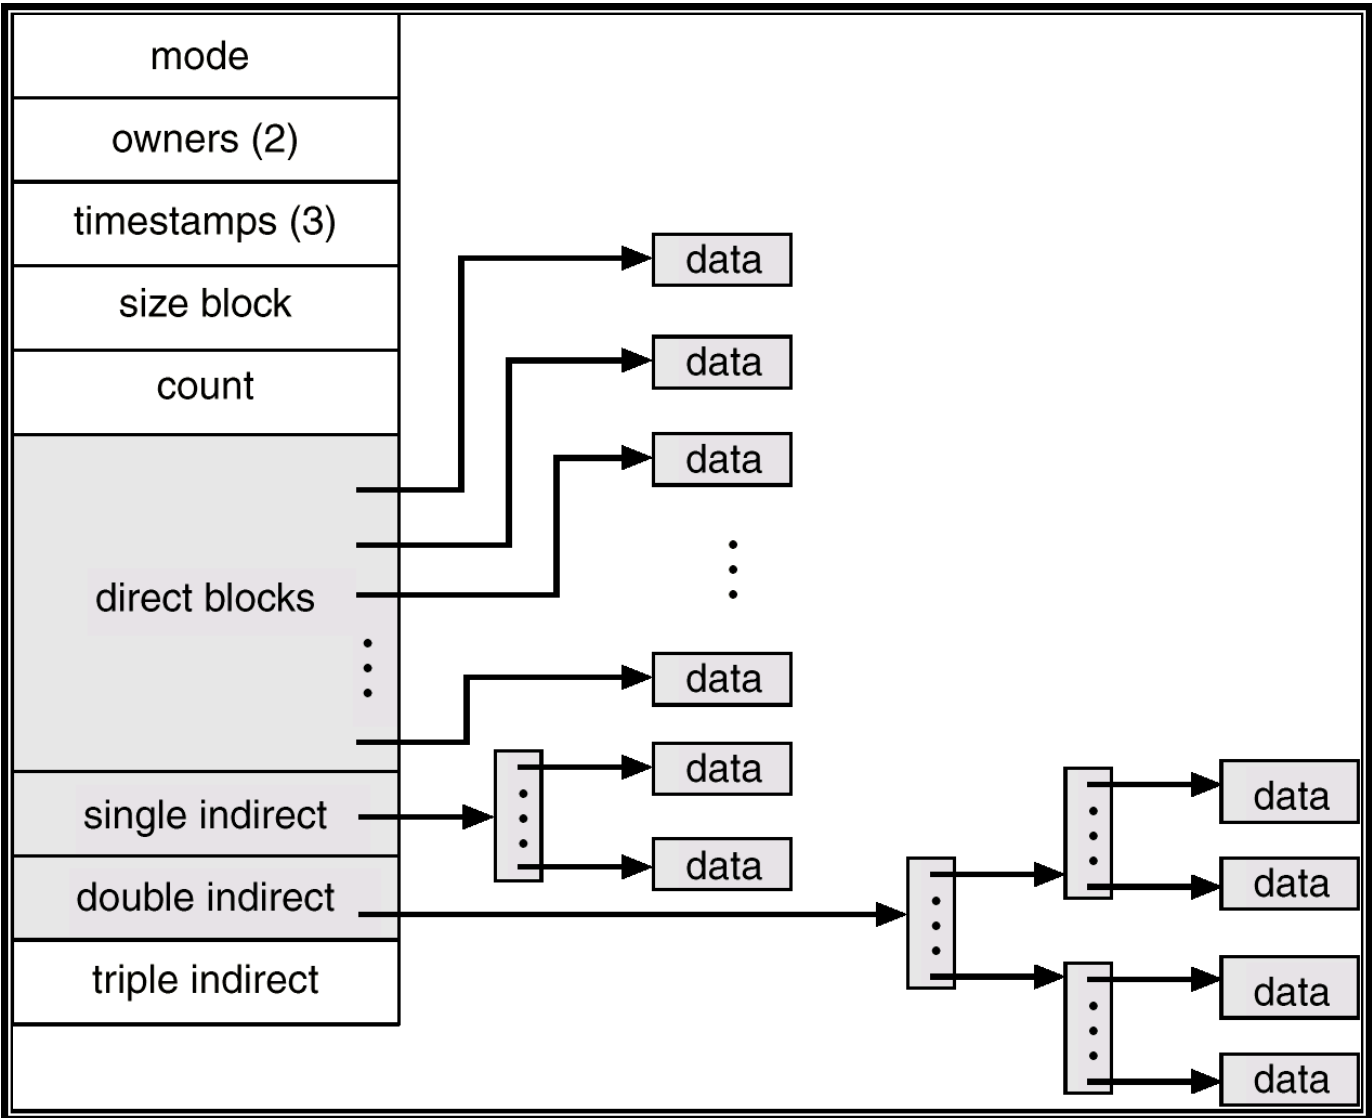 mode
owners (2)
timestamps (3)
size block
count
direct blocks
single indirect
double indirect
triple indirect
data
data
data
data
data
data
data
data
data
data